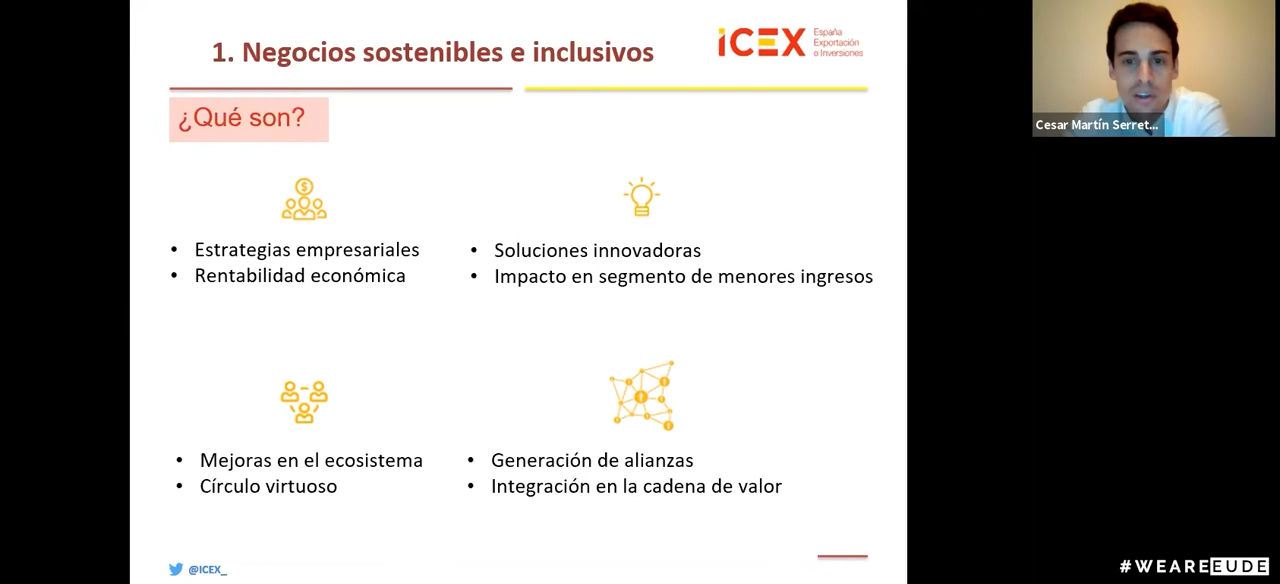 1. Negocios sostenibles e inclusivos
ICEX
España
Exportación
e Inversiones
¿Qué son?
$
• Estrategias empresariales
• Rentabilidad económica
• Soluciones innovadoras
• Impacto en segmento de menores ingresos
• Mejoras en el ecosistema
• Círculo virtuoso
• Generación de alianzas
• Integración en la cadena de valor
@ICEX_
Cesar Martín Serret...
#WEAREEUDE